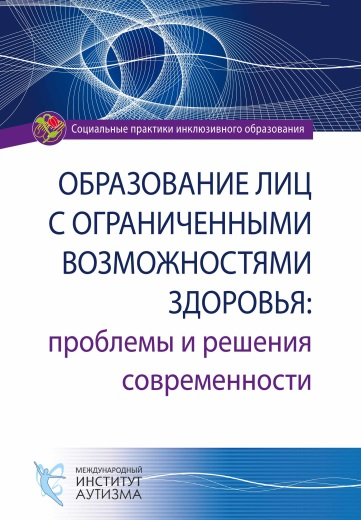 Социальные практики инклюзивного образования
ОБРАЗОВАНИЕ ЛИЦ
С ОГРАНИЧЕННЫМИ
ВОЗМОЖНОСТЯМИ
ЗДОРОВЬЯ:
проблемы и решения
современности
МЕЖДУНАРОДНЫЙ
ИНСТИТУТ
АУТИЗМА